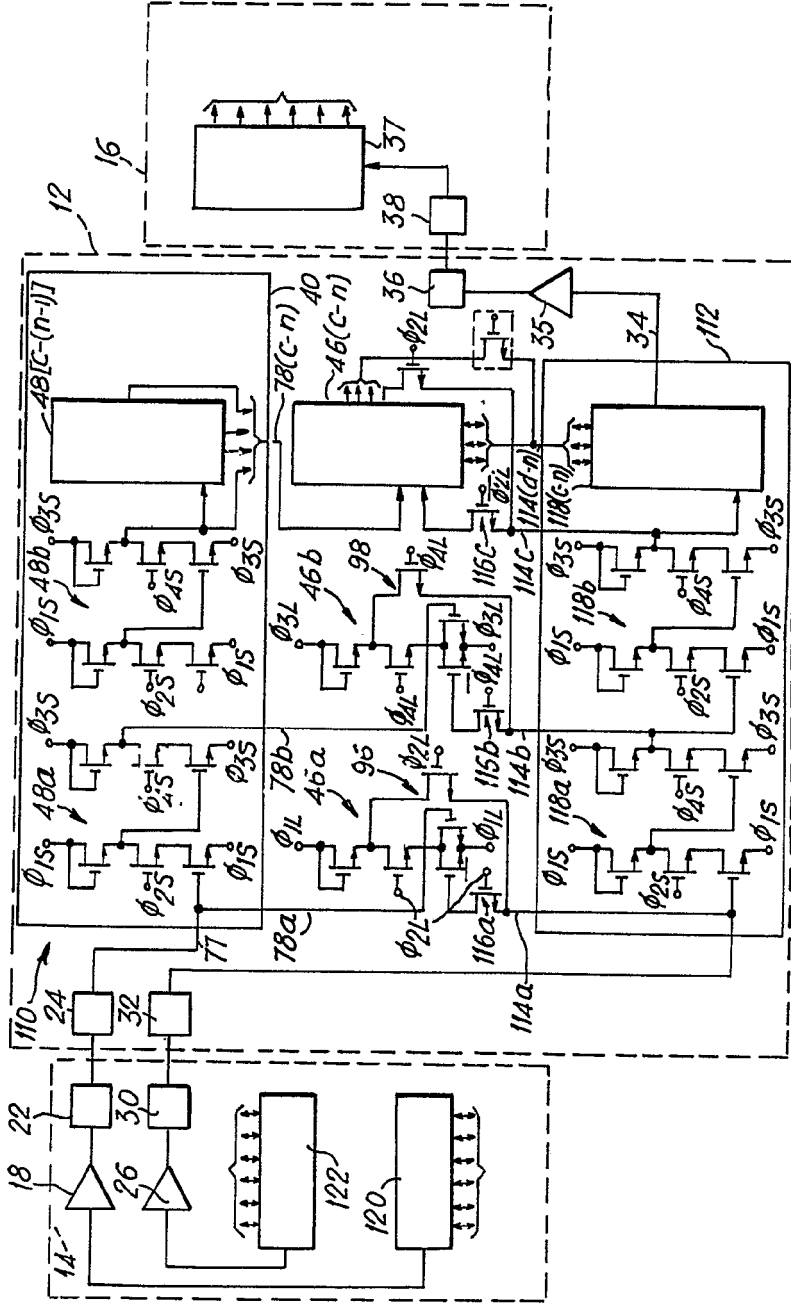 16
37
12
38
36
35
34
112
40
48[c-(n-1)]
78(c-n)
46(c-n)
ϕ2L
114(d-n)
118(c-n)
ϕ3S
48b
ϕ4S
ϕ3S
ϕ1S
ϕ2S
ϕ1S
ϕ3S
48a
ϕ4S
ϕ3S
ϕ1S
ϕ2S
ϕ1S
77
78a
78b
98
46b
ϕ3L
ϕ4L
ϕ4L
ϕ3L
ϕ4L
115b
114b
116c
ϕ2L
114c
96
46a
ϕ1L
ϕ2L
ϕ1L
ϕ2L
116a
114a
ϕ3S
118b
ϕ4S
ϕ3S
ϕ1S
ϕ2S
ϕ1S
ϕ3S
118a
ϕ4S
ϕ3S
ϕ1S
ϕ2S
ϕ1S
110
24
32
22
30
18
26
14
122
120